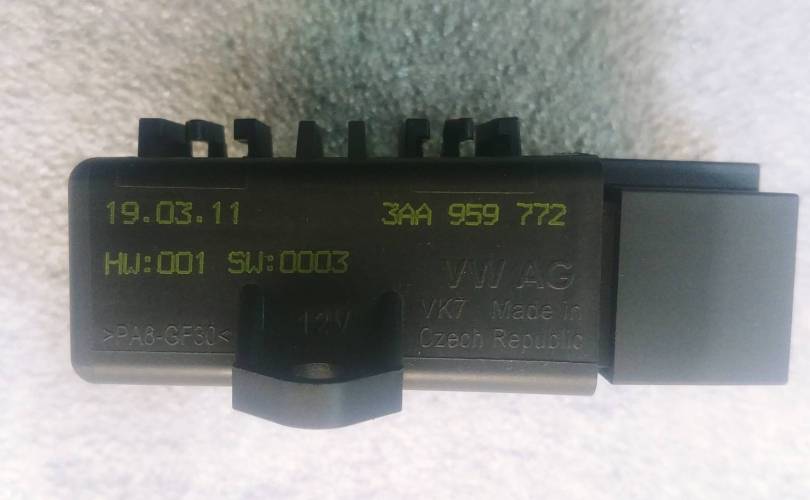 19.03.11 3AA 959 772
HW:001 SW:0003
VW AG
12V VK7 Made in
>PA6-GF30< Czech Republic